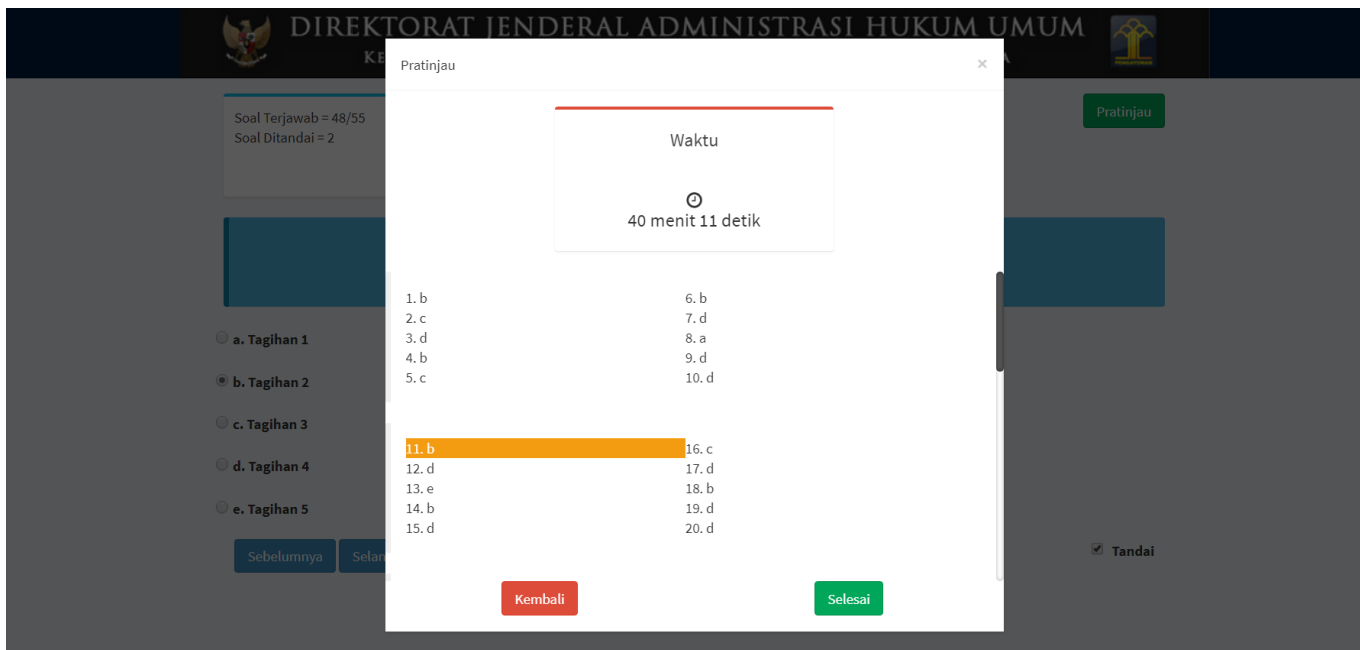 DIREKTORAT JENDERAL ADMINISTRASI HUKUM UMUM
Pratinjau
×
Soal Terjawab = 48/55
Soal Ditandai = 2
Pratinjau
Waktu
40 menit 11 detik
1. b
2. c
3. d
4. b
5. c
6. b
7. d
8. a
9. d
10. d
11. b
12. d
13. e
14. b
15. d
16. c
17. d
18. b
19. d
20. d
a. Tagihan 1
b. Tagihan 2
c. Tagihan 3
d. Tagihan 4
e. Tagihan 5
Sebelumnya
Tandai
Kembali
Selesai